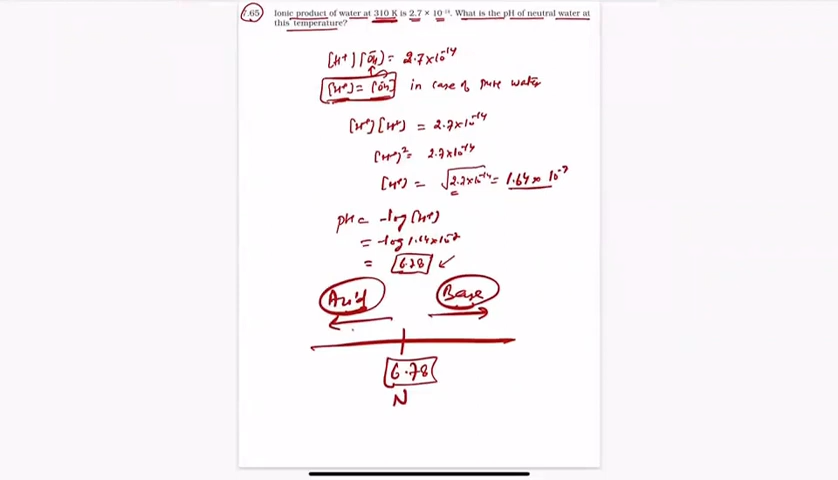 7.65 Ionic product of water at 310 K is 2.7 × 10⁻¹⁴. What is the pH of neutral water at
this temperature?
[H⁺][OH⁻] = 2.7×10⁻¹⁴
[H⁺] = [OH⁻] in case of pure water
[H⁺][H⁺] = 2.7×10⁻¹⁴
[H⁺]² = 2.7×10⁻¹⁴
[H⁺] = √2.7×10⁻¹⁴ = 1.64×10⁻⁷
pH = -log[H⁺]
= -log 1.64×10⁻⁷
= 6.78
Acid Base
6.78
N